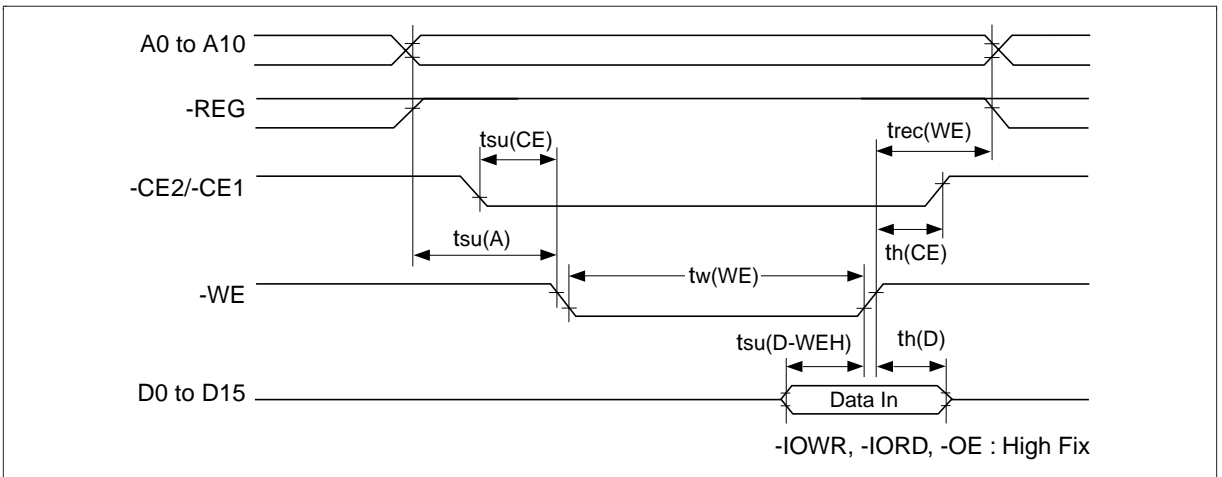 A0 to A10
-REG
tsu(CE)
trec(WE)
-CE2/-CE1
tsu(A)
th(CE)
tw(WE)
-WE
tsu(D-WEH)
th(D)
D0 to D15
Data In
-IOWR, -IORD, -OE : High Fix